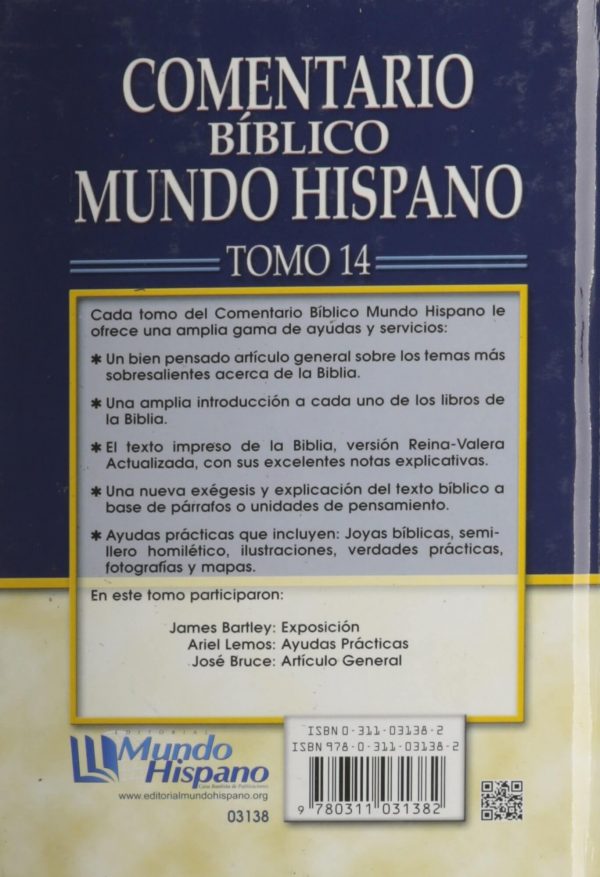 COMENTARIO
BÍBLICO
MUNDO HISPANO
TOMO 14
Cada tomo del Comentario Bíblico Mundo Hispano le
ofrece una amplia gama de ayudas y servicios:
* Un bien pensado artículo general sobre los temas más
sobresalientes acerca de la Biblia.
* Una amplia introducción a cada uno de los libros de
la Biblia.
* El texto impreso de la Biblia, versión Reina-Valera
Actualizada, con sus excelentes notas explicativas.
* Una nueva exégesis y explicación del texto bíblico a
base de párrafos o unidades de pensamiento.
* Ayudas prácticas que incluyen: Joyas bíblicas, semi-
llero homilético, ilustraciones, verdades prácticas,
fotografías y mapas.
En este tomo participaron:
James Bartley: Exposición
Ariel Lemos: Ayudas Prácticas
José Bruce: Artículo General
EDITORIAL
Mundo
Hispano
Casa Bautista de Publicaciones
www.editorialmundohispano.org
03138
ISBN 0-311-03138-2
ISBN 978-0-311-03138-2
9 780311 031382